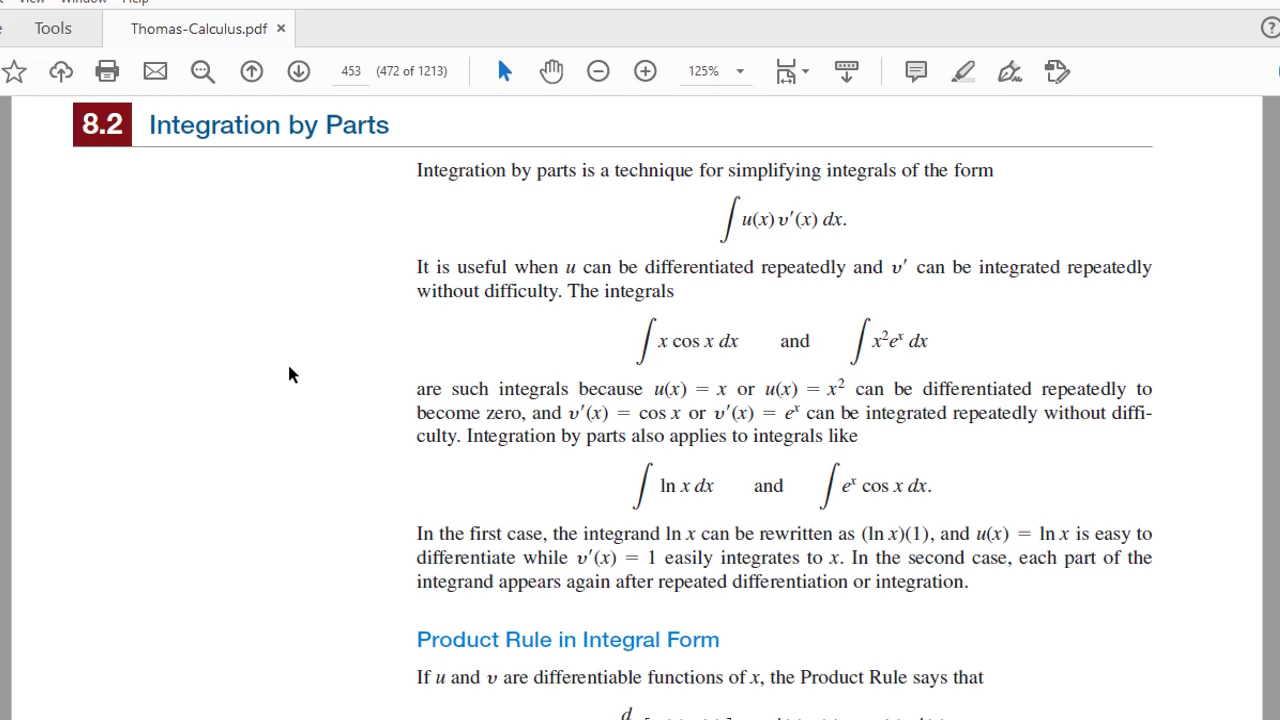 Tools
Thomas-Calculus.pdf ×
453 (472 of 1213) 125%
8.2 Integration by Parts
Integration by parts is a technique for simplifying integrals of the form
∫ u(x) v′(x) dx.
It is useful when u can be differentiated repeatedly and v′ can be integrated repeatedly
without difficulty. The integrals
∫ x cos x dx and ∫ x²eˣ dx
are such integrals because u(x) = x or u(x) = x² can be differentiated repeatedly to
become zero, and v′(x) = cos x or v′(x) = eˣ can be integrated repeatedly without diffi-
culty. Integration by parts also applies to integrals like
∫ ln x dx and ∫ eˣ cos x dx.
In the first case, the integrand ln x can be rewritten as (ln x)(1), and u(x) = ln x is easy to
differentiate while v′(x) = 1 easily integrates to x. In the second case, each part of the
integrand appears again after repeated differentiation or integration.
Product Rule in Integral Form
If u and v are differentiable functions of x, the Product Rule says that